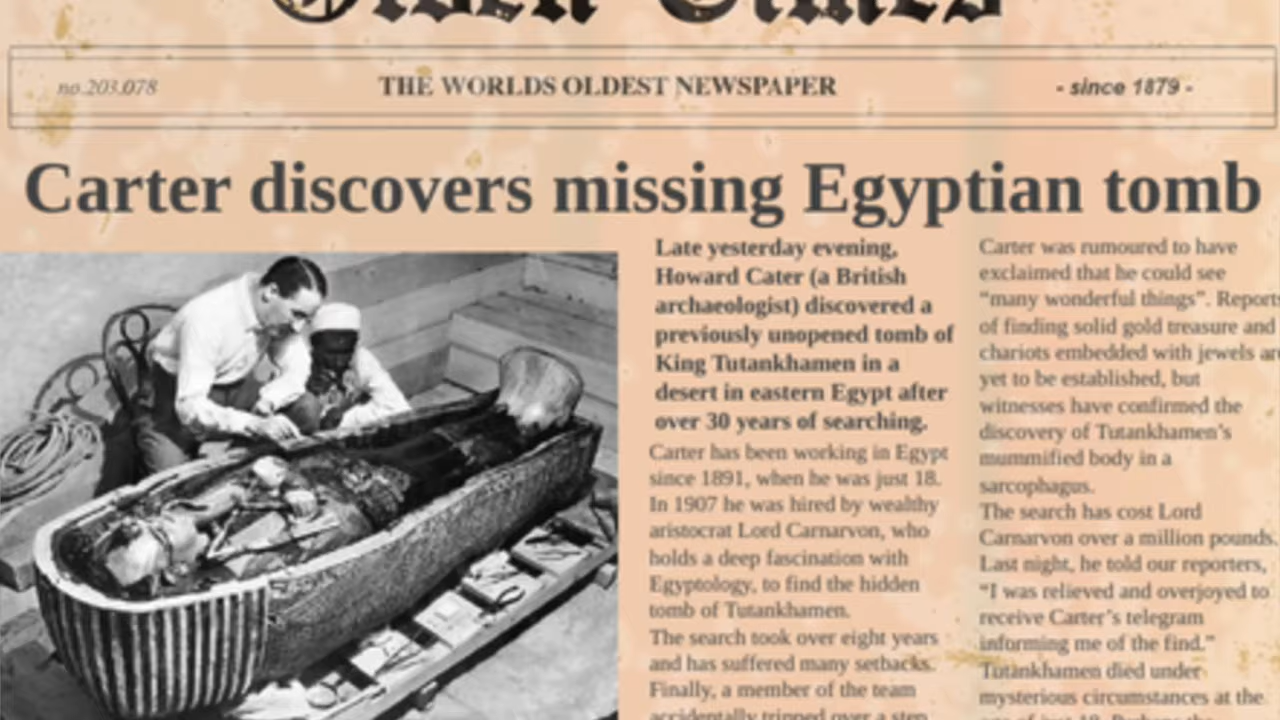 Olden Times
no.203.078
THE WORLDS OLDEST NEWSPAPER
- since 1879 -
Carter discovers missing Egyptian tomb
Late yesterday evening,
Howard Cater (a British
archaeologist) discovered a
previously unopened tomb of
King Tutankhamen in a
desert in eastern Egypt after
over 30 years of searching.
Carter has been working in Egypt
since 1891, when he was just 18.
In 1907 he was hired by wealthy
aristocrat Lord Carnarvon, who
holds a deep fascination with
Egyptology, to find the hidden
tomb of Tutankhamen.
The search took over eight years
and has suffered many setbacks.
Finally, a member of the team
accidentally tripped over a step
Carter was rumoured to have
exclaimed that he could see
“many wonderful things”. Reports
of finding solid gold treasure and
chariots embedded with jewels are
yet to be established, but
witnesses have confirmed the
discovery of Tutankhamen’s
mummified body in a
sarcophagus.
The search has cost Lord
Carnarvon over a million pounds.
Last night, he told our reporters,
“I was relieved and overjoyed to
receive Carter’s telegram
informing me of the find.”
Tutankhamen died under
mysterious circumstances at the